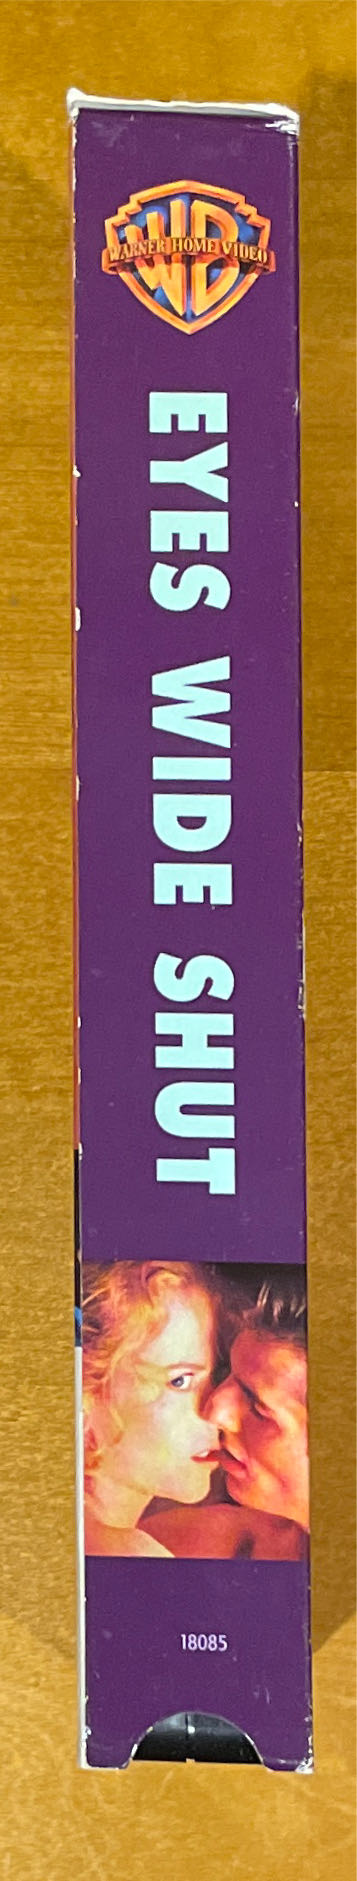 WARNER HOME VIDEO
WB
EYES WIDE SHUT
18085